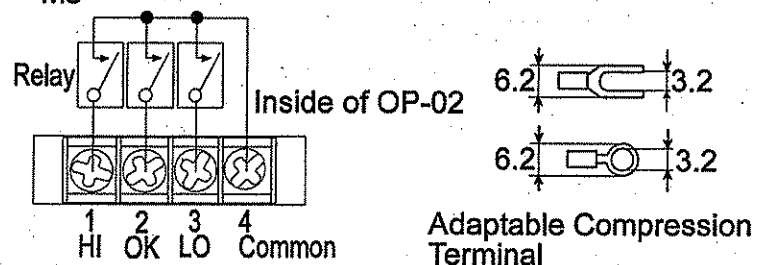 Relay
Inside of OP-02
1 2 3 4
HI OK LO Common
6.2 3.2
6.2 3.2
Adaptable Compression
Terminal